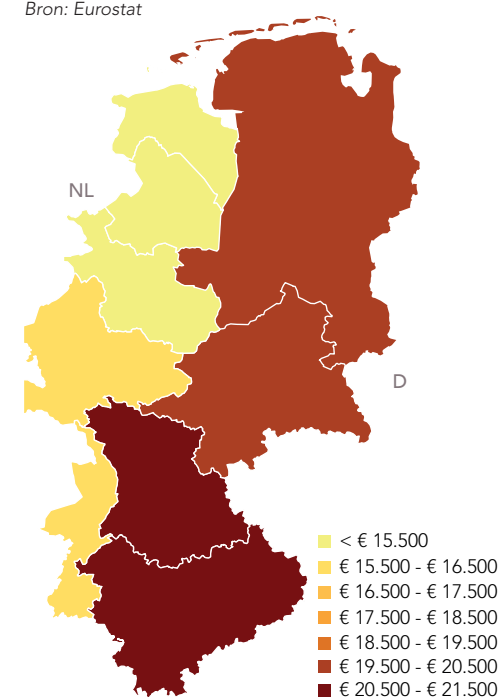 Bron: Eurostat
NL
D
< € 15.500
€ 15.500 - € 16.500
€ 16.500 - € 17.500
€ 17.500 - € 18.500
€ 18.500 - € 19.500
€ 19.500 - € 20.500
€ 20.500 - € 21.500